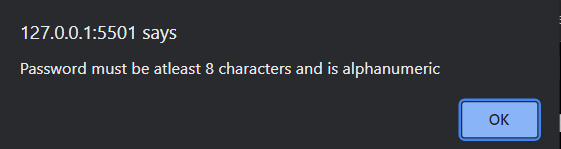 127.0.0.1:5501 says
Password must be atleast 8 characters and is alphanumeric
OK